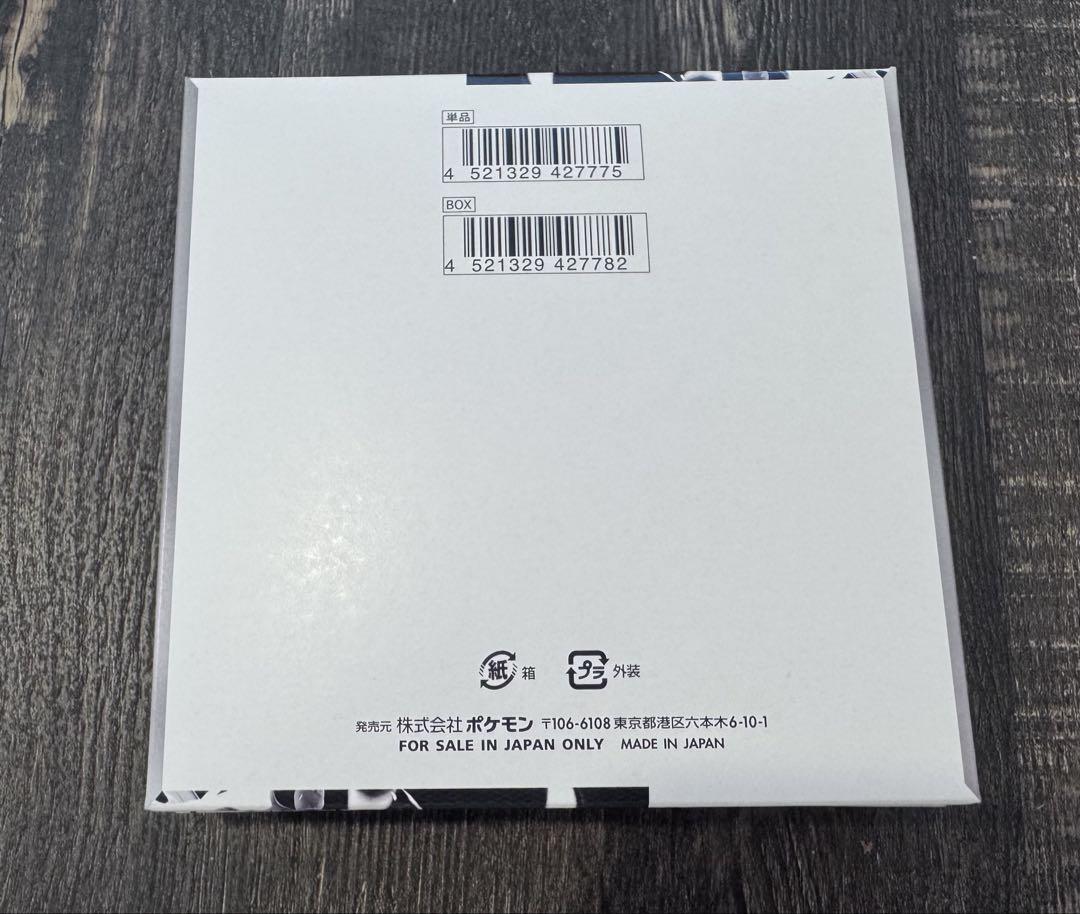 単品
4 521329 427775
BOX
4 521329 427782
紙 箱 プラ 外装
発売元 株式会社 ポケモン 〒106-6108 東京都港区六本木6-10-1
FOR SALE IN JAPAN ONLY MADE IN JAPAN